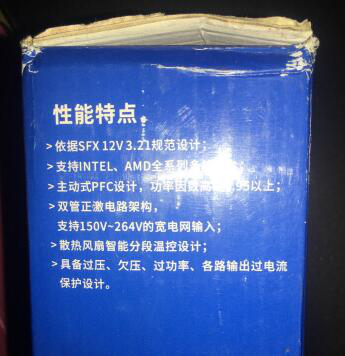 性能特点
>依据SFX 12V 3.21规范设计；
>支持INTEL、AMD全系列多
>主动式PFC设计，功率因数高 .95以上；
>双管正激电路架构，
支持150V~264V的宽电网输入；
>散热风扇智能分段温控设计；
>具备过压、欠压、过功率、各路输出过电流
保护设计。